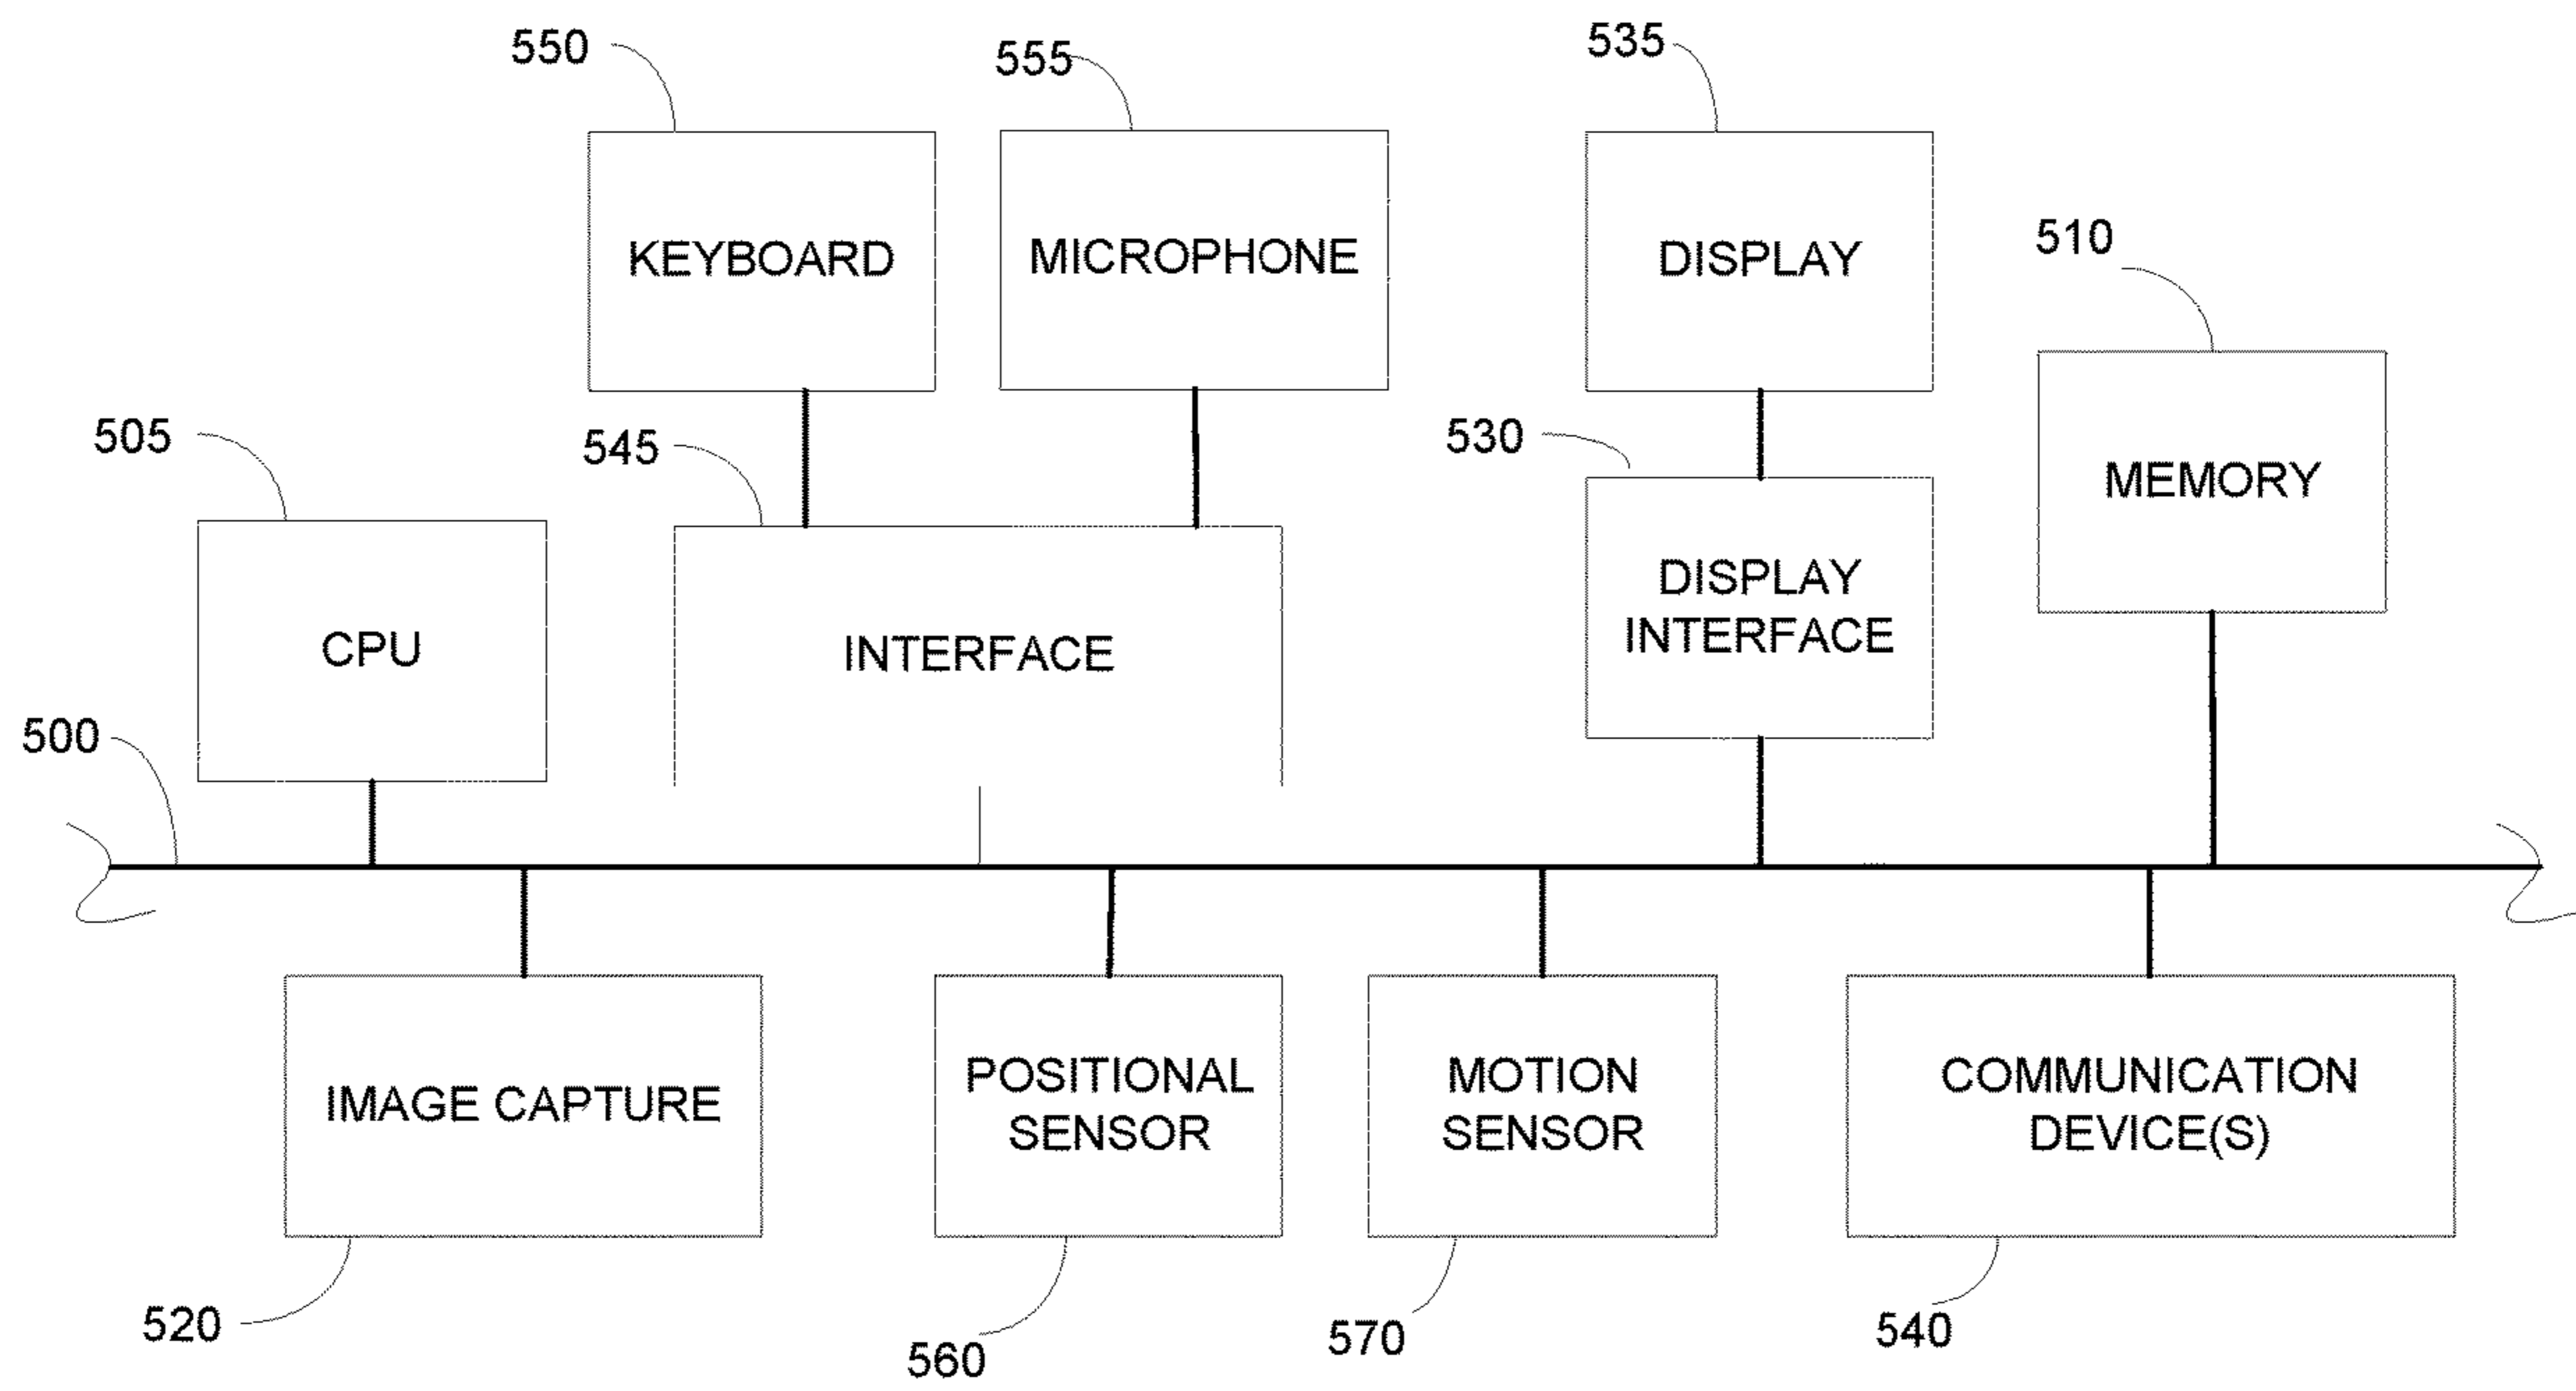 550
555
535
KEYBOARD
MICROPHONE
DISPLAY
510
505
545
530
MEMORY
CPU
INTERFACE
DISPLAY
INTERFACE
500
IMAGE CAPTURE
POSITIONAL
SENSOR
MOTION
SENSOR
COMMUNICATION
DEVICE(S)
520
560
570
540